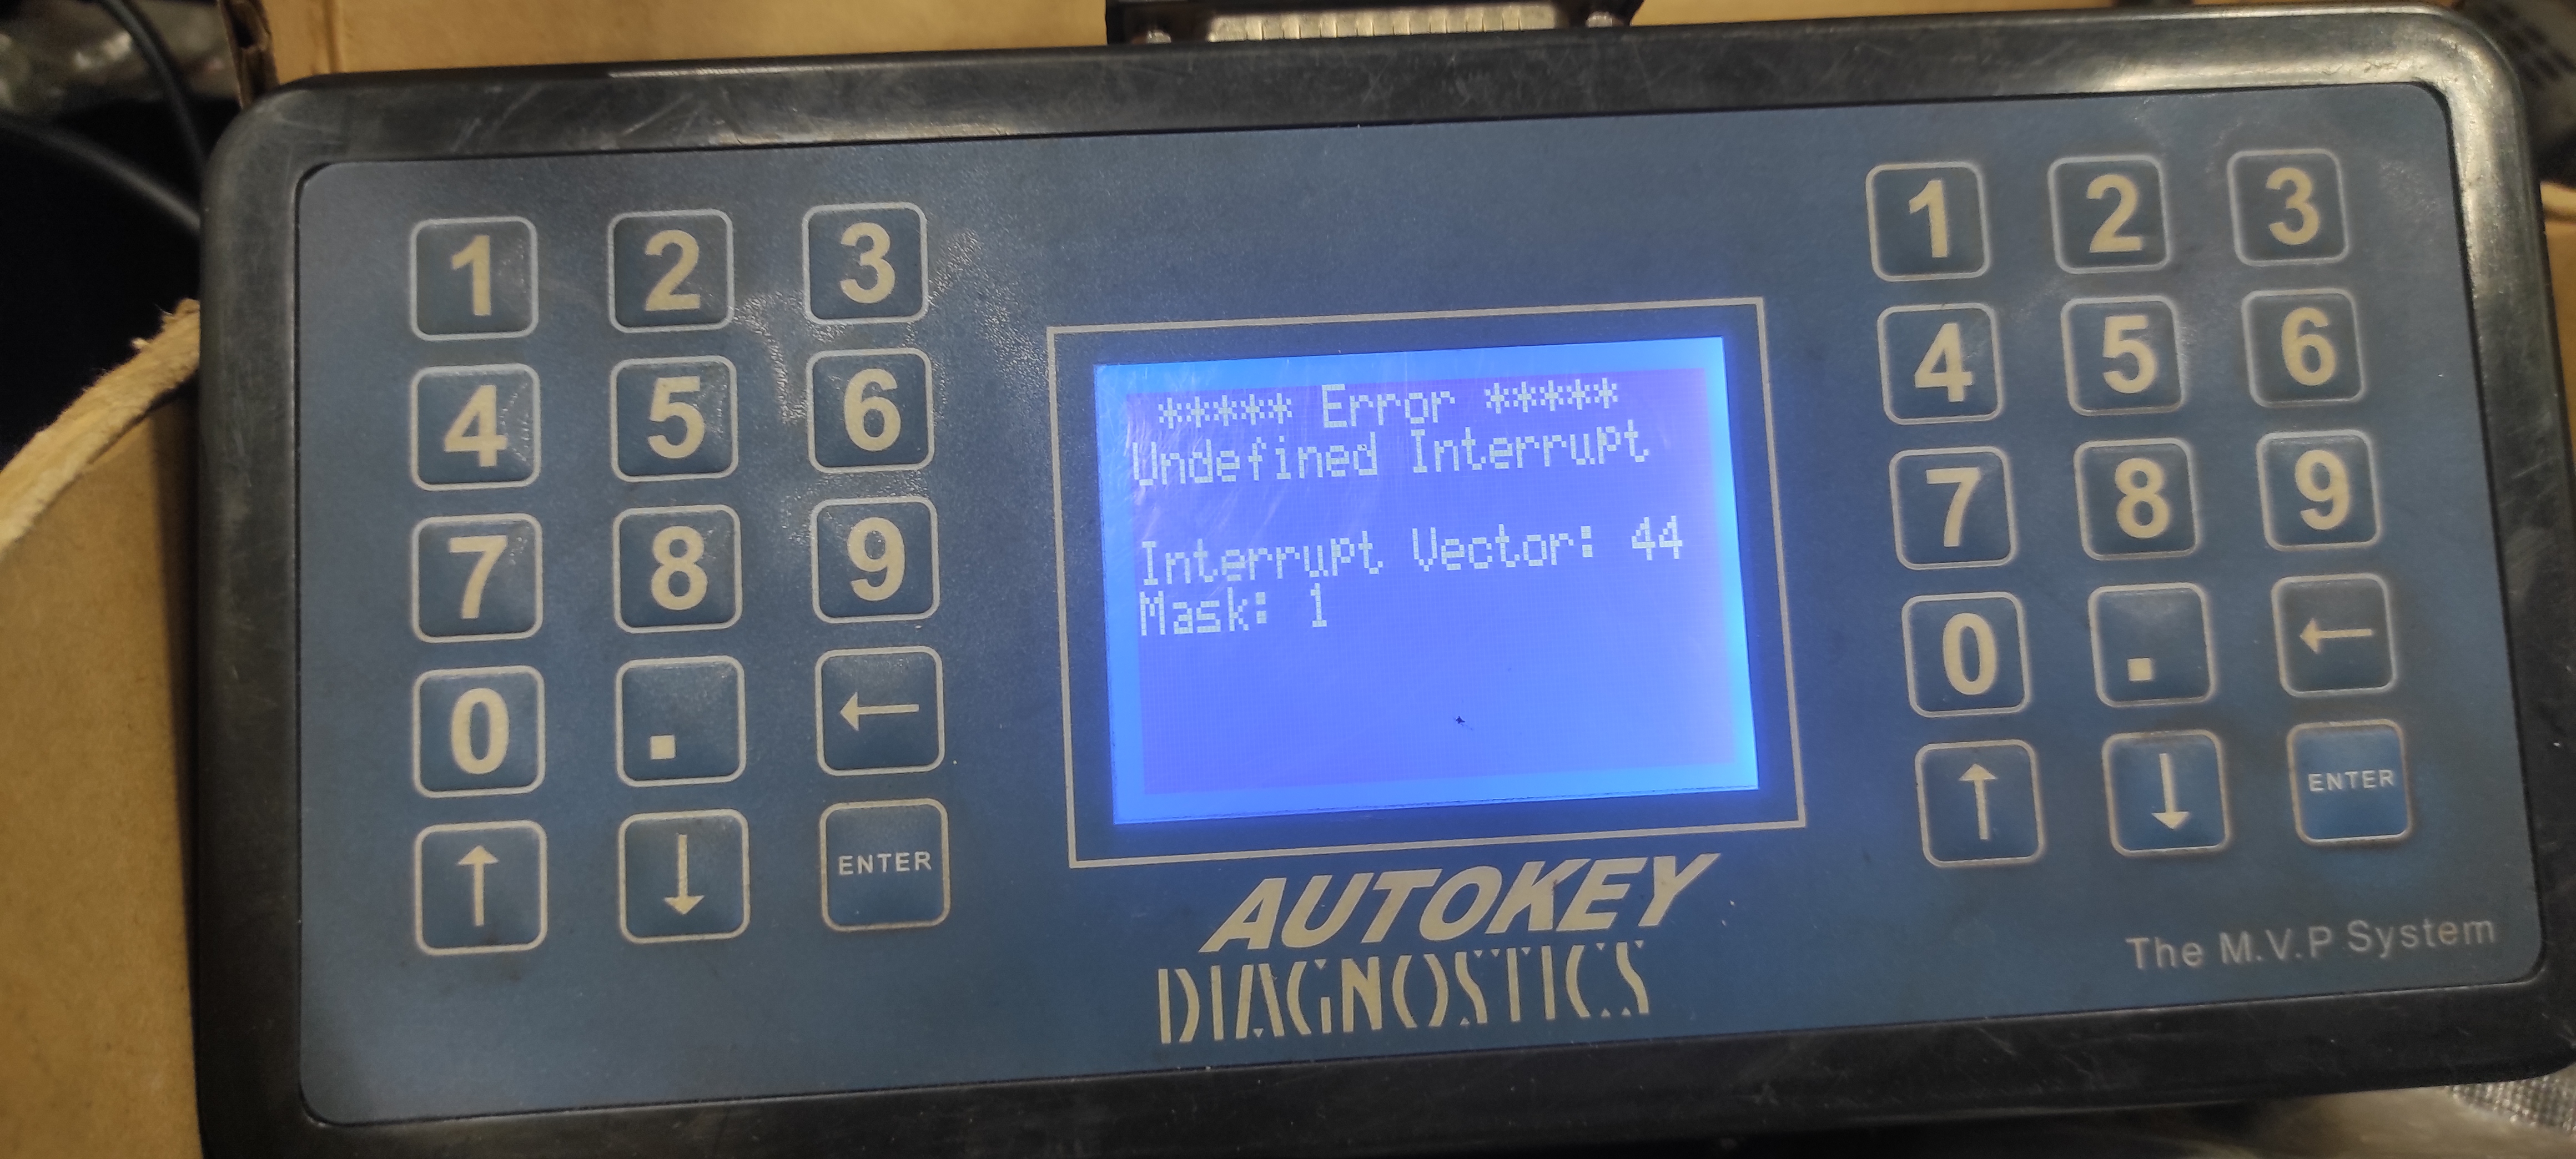 1 2 3
4 5 6
7 8 9
0 . ←
↑ ↓ ENTER
***** Error *****
Undefined Interrupt
Interrupt Vector: 44
Mask: 1
AUTOKEY
DIAGNOSTICS
1 2 3
4 5 6
7 8 9
0 . ←
↑ ↓ ENTER
The M.V.P System